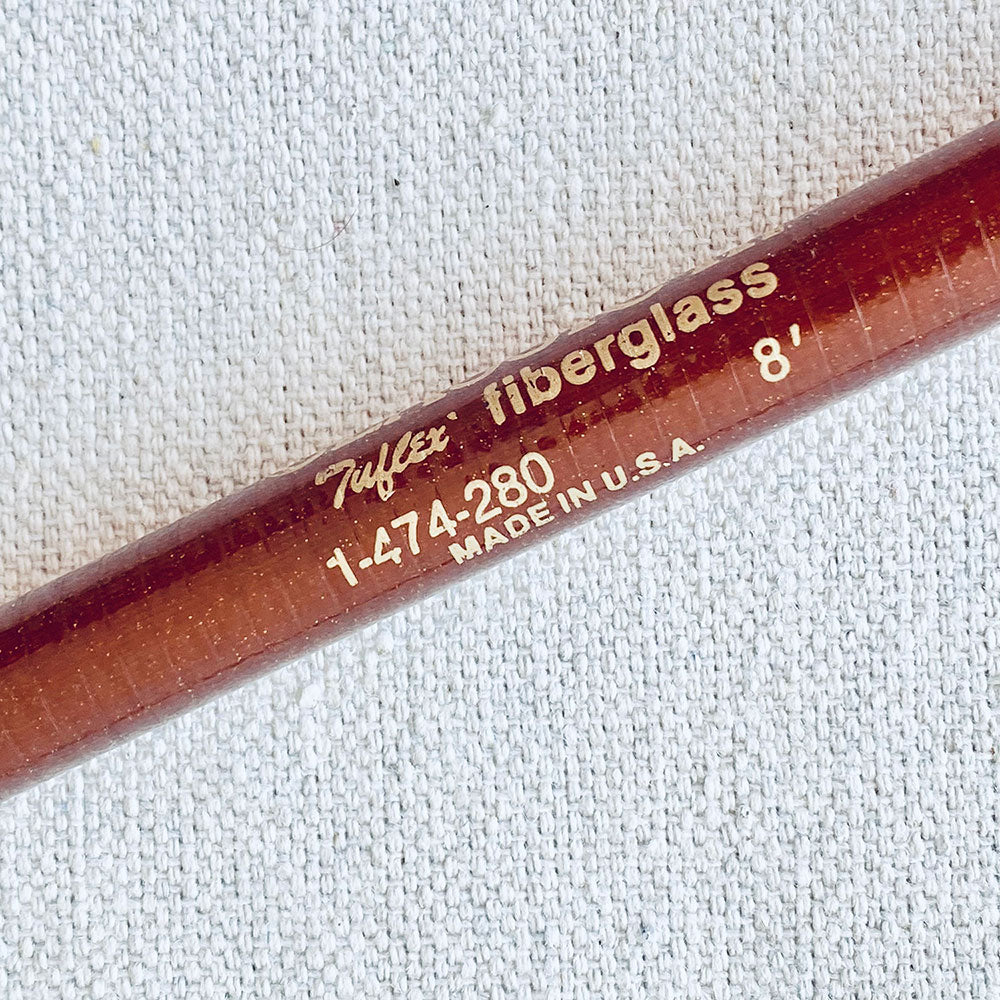 "Tuflex" fiberglass
1-474-280 8'
MADE IN U.S.A.